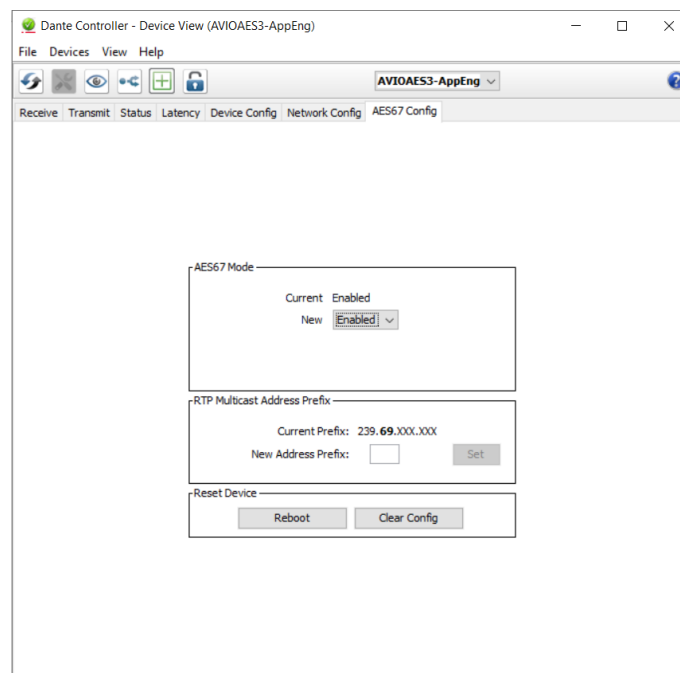 Dante Controller - Device View (AVIOAES3-AppEng)
File Devices View Help
AVIOAES3-AppEng
?
Receive Transmit Status Latency Device Config Network Config AES67 Config
AES67 Mode
Current Enabled
New Enabled
RTP Multicast Address Prefix
Current Prefix: 239.69.XXX.XXX
New Address Prefix: Set
Reset Device
Reboot Clear Config